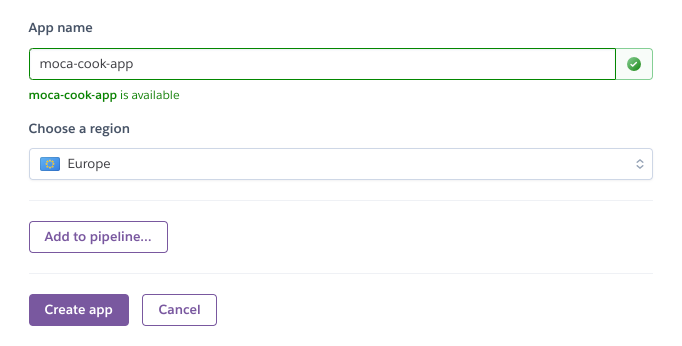 App name
moca-cook-app
moca-cook-app is available
Choose a region
Europe
Add to pipeline...
Create app Cancel